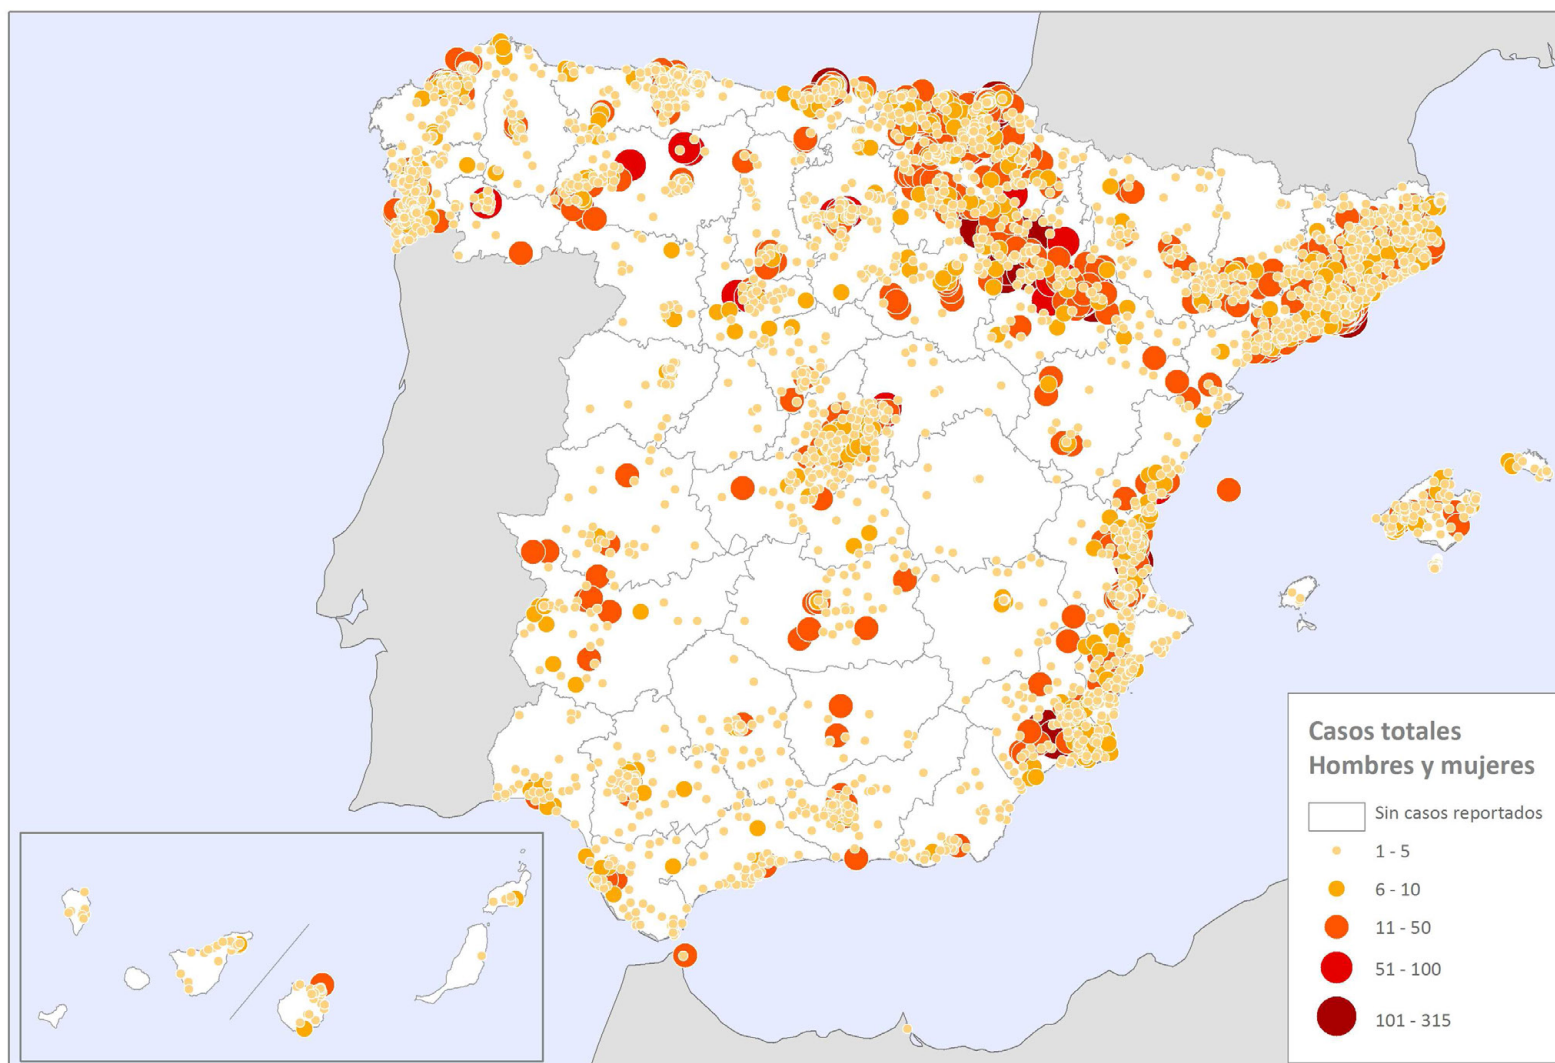 Casos totales
Hombres y mujeres
Sin casos reportados
1 - 5
6 - 10
11 - 50
51 - 100
101 - 315